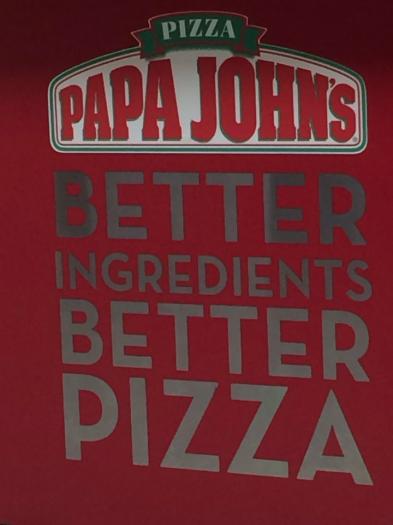 PIZZA
PAPA JOHN'S
BETTER
INGREDIENTS
BETTER
PIZZA